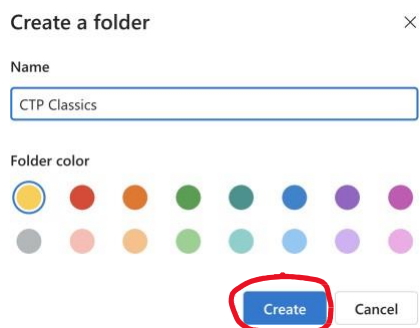 Create a folder
Name
CTP Classics
Folder color
Create Cancel